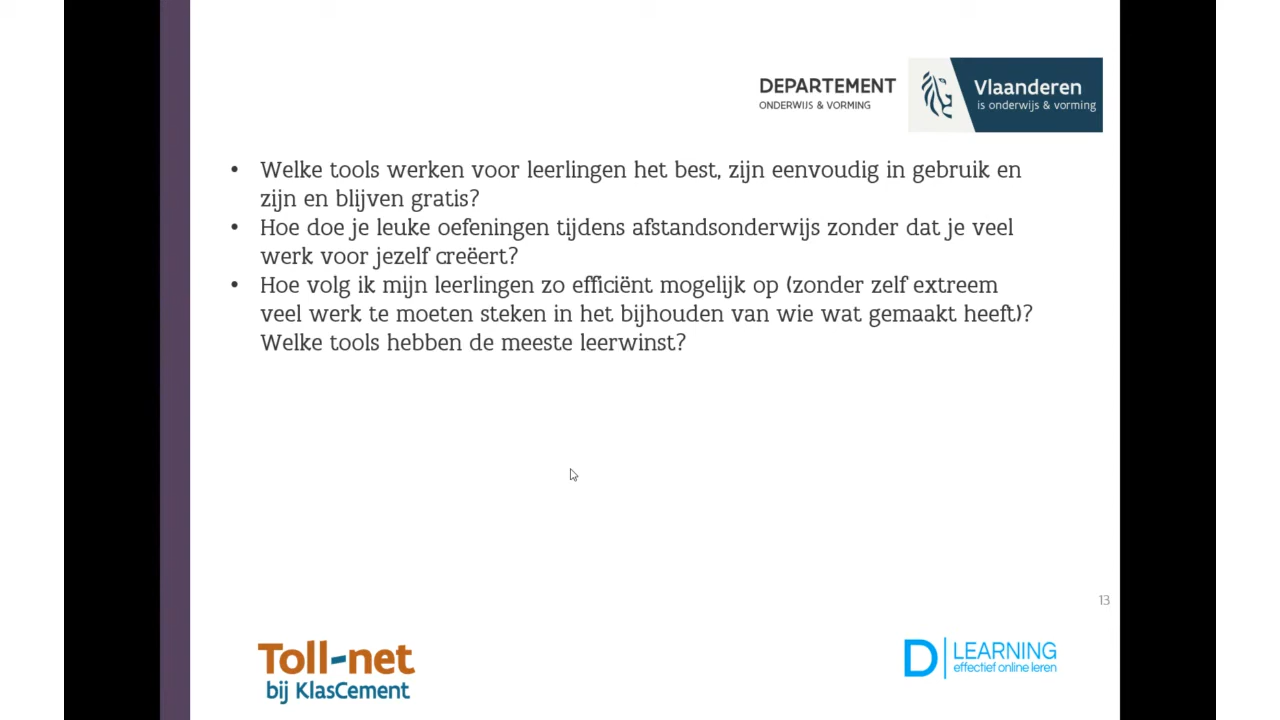 DEPARTEMENT
ONDERWIJS & VORMING
Vlaanderen
is onderwijs & vorming
• Welke tools werken voor leerlingen het best, zijn eenvoudig in gebruik en
zijn en blijven gratis?
• Hoe doe je leuke oefeningen tijdens afstandsonderwijs zonder dat je veel
werk voor jezelf creëert?
• Hoe volg ik mijn leerlingen zo efficiënt mogelijk op (zonder zelf extreem
veel werk te moeten steken in het bijhouden van wie wat gemaakt heeft)?
Welke tools hebben de meeste leerwinst?
13
Toll-net
bij KlasCement
D LEARNING
effectief online leren